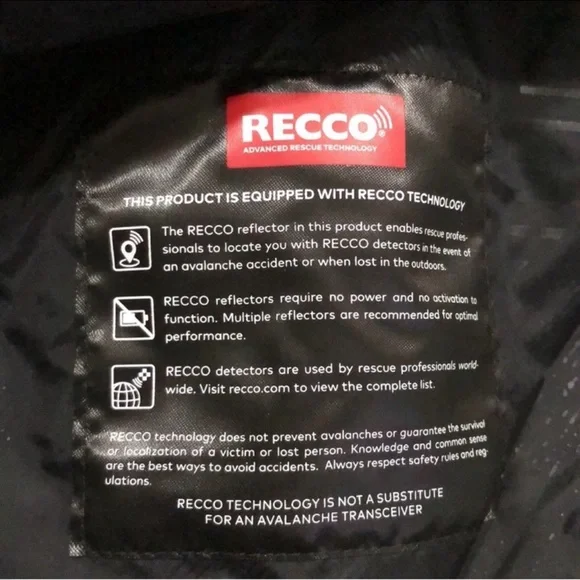 RECCO®
ADVANCED RESCUE TECHNOLOGY
THIS PRODUCT IS EQUIPPED WITH RECCO TECHNOLOGY
The RECCO reflector in this product enables rescue profes-
sionals to locate you with RECCO detectors in the event of
an avalanche accident or when lost in the outdoors.
RECCO reflectors require no power and no activation to
function. Multiple reflectors are recommended for optimal
performance.
RECCO detectors are used by rescue professionals world-
wide. Visit recco.com to view the complete list.
RECCO technology does not prevent avalanches or guarantee the survival
or localization of a victim or lost person. Knowledge and common sense
are the best ways to avoid accidents. Always respect safety rules and reg-
ulations.
RECCO TECHNOLOGY IS NOT A SUBSTITUTE
FOR AN AVALANCHE TRANSCEIVER